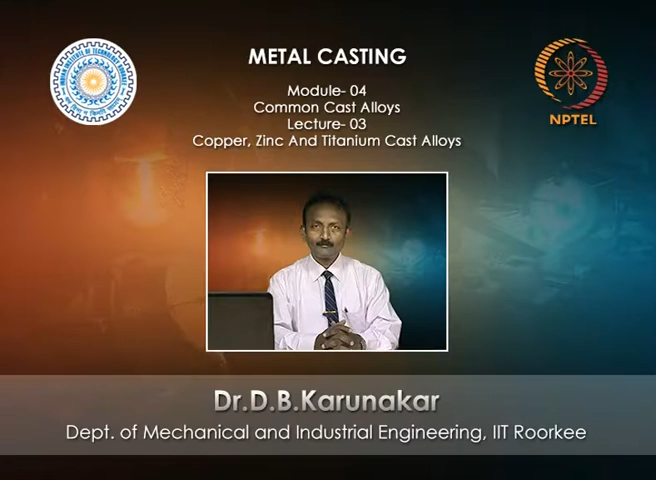 METAL CASTING
Module- 04
Common Cast Alloys
Lecture- 03
Copper, Zinc And Titanium Cast Alloys
NPTEL
Dr.D.B.Karunakar
Dept. of Mechanical and Industrial Engineering, IIT Roorkee